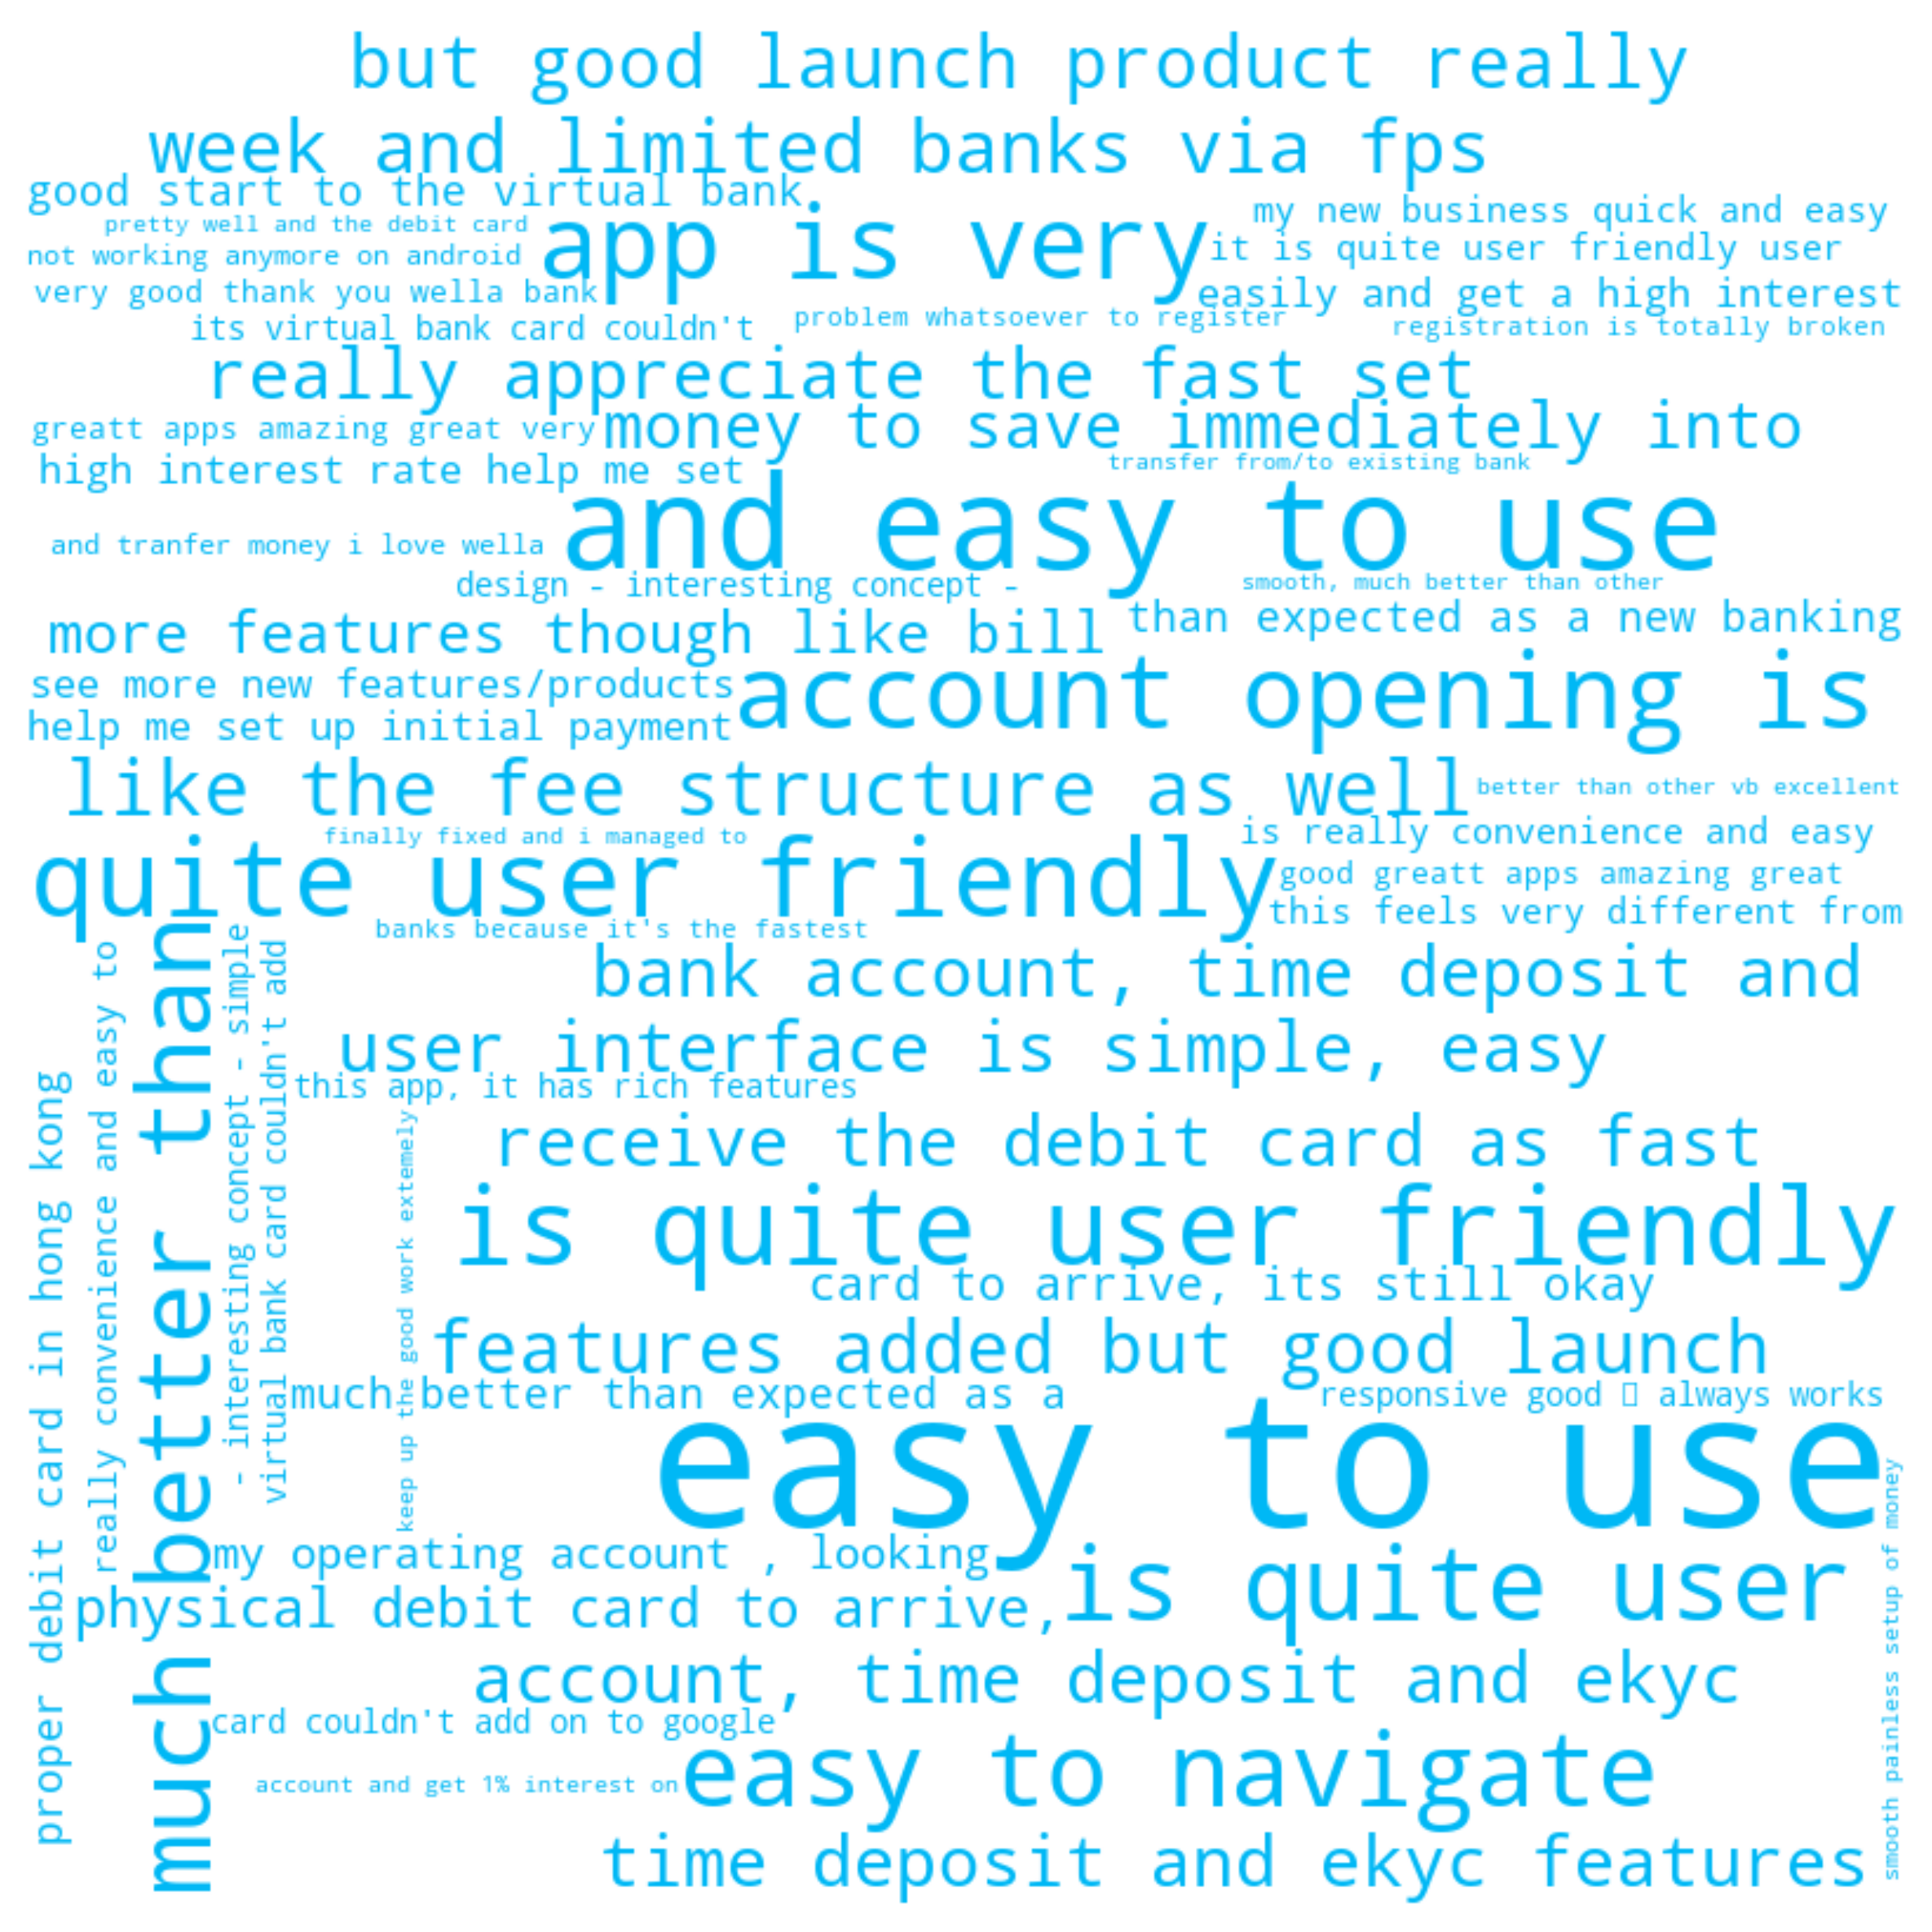 but good launch product really
week and limited banks via fps
good start to the virtual bank
my new business quick and easy
pretty well and the debit card
app is very
it is quite user friendly user
not working anymore on android
very good thank you wella bank
easily and get a high interest
its virtual bank card couldn't
problem whatsoever to register
registration is totally broken
really appreciate the fast set
greatt apps amazing great very
money to save immediately into
high interest rate help me set
transfer from/to existing bank
and easy to use
and tranfer money i love wella
design - interesting concept -
smooth, much better than other
more features though like bill
than expected as a new banking
see more new features/products
account opening is
help me set up initial payment
like the fee structure as well
better than other vb excellent
finally fixed and i managed to
is really convenience and easy
quite user friendly
good greatt apps amazing great
this feels very different from
banks because it's the fastest
bank account, time deposit and
user interface is simple, easy
this app, it has rich features
receive the debit card as fast
is quite user friendly
card to arrive, its still okay
features added but good launch
much better than expected as a
responsive good 􀀀 always works
easy to use
my operating account , looking
is quite user
physical debit card to arrive,
account, time deposit and ekyc
card couldn't add on to google
easy to navigate
account and get 1% interest on
time deposit and ekyc features
proper debit card in hong kong
really convenience and easy to
much better than
- interesting concept - simple
virtual bank card couldn't add
keep up the good work extemely
smooth painless setup of money